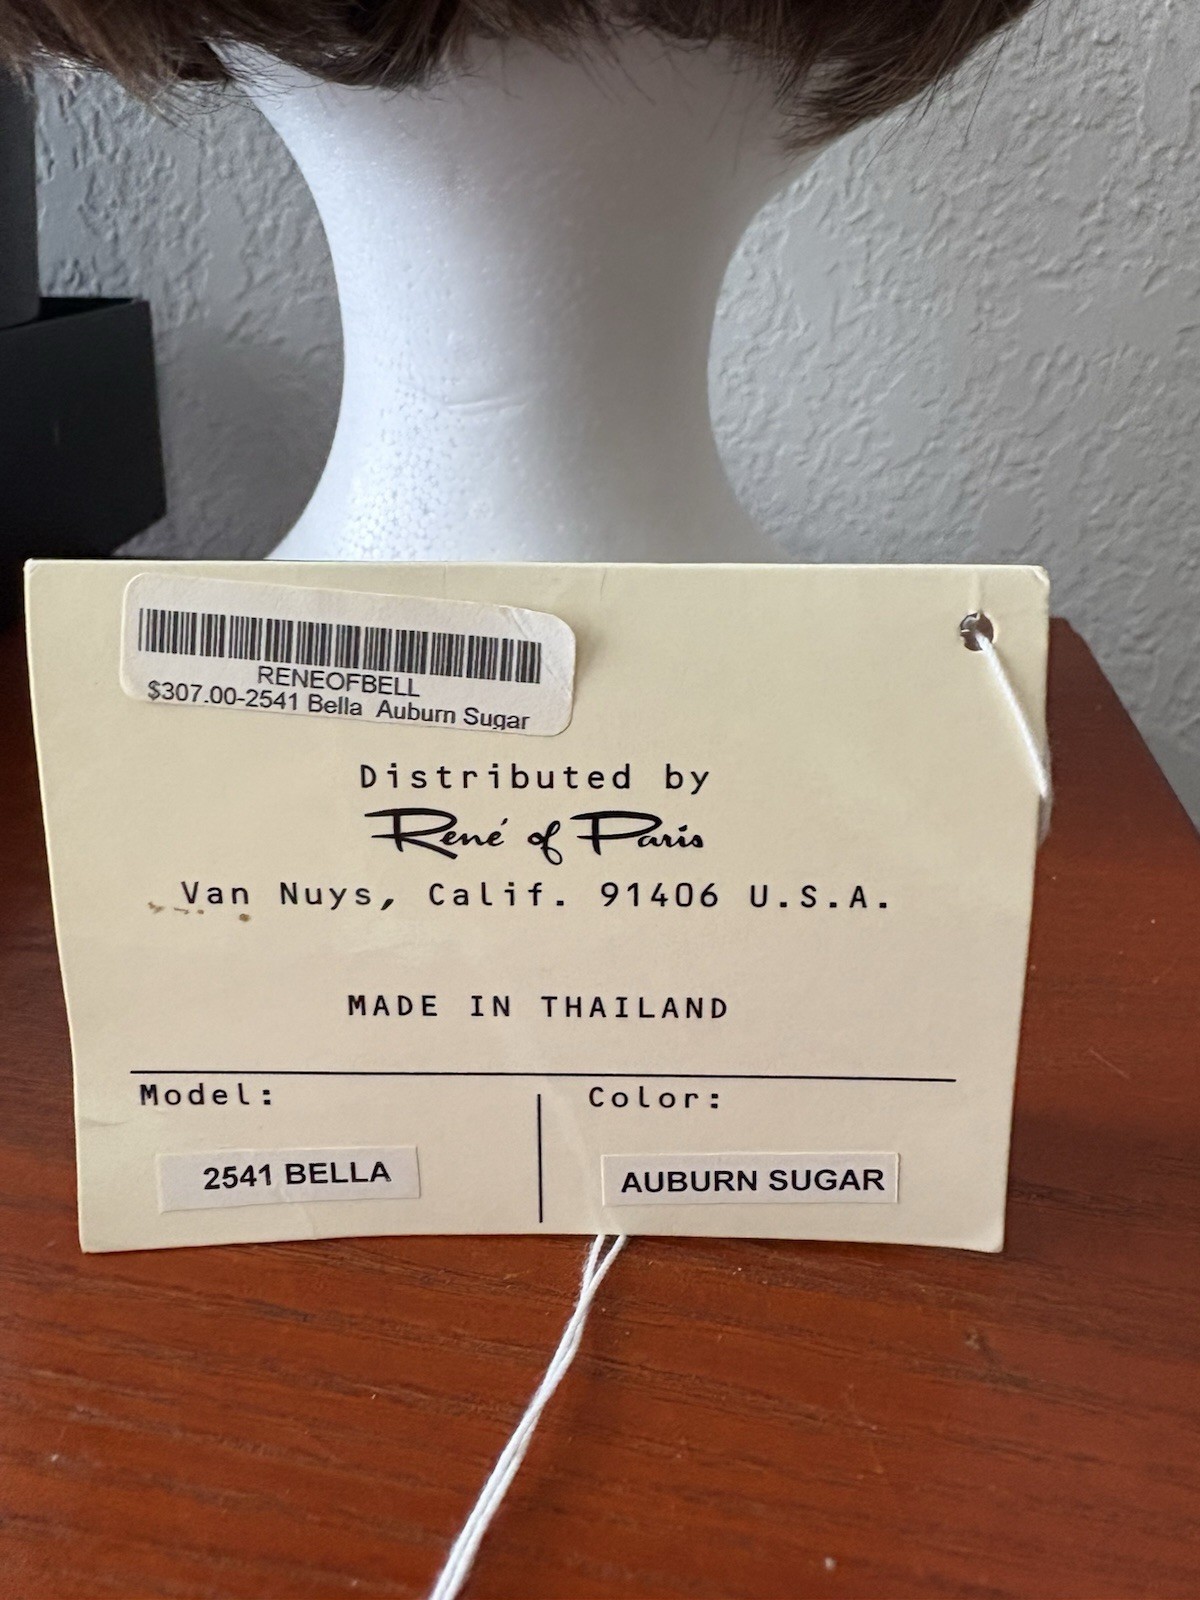 RENEOFBELL
$307.00-2541 Bella Auburn Sugar
Distributed by
René of Paris
Van Nuys, Calif. 91406 U.S.A.
MADE IN THAILAND
Model:
Color:
2541 BELLA
AUBURN SUGAR